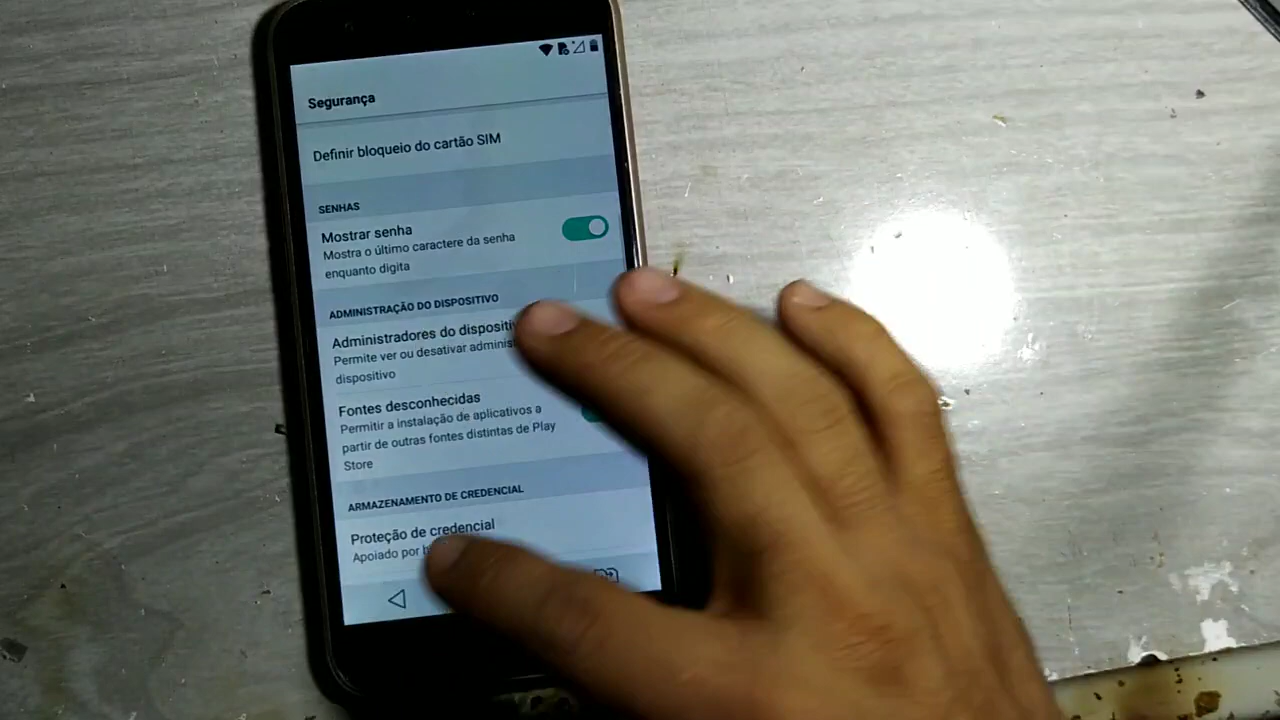 Segurança
Definir bloqueio do cartão SIM
SENHAS
Mostrar senha
Mostra o último caractere da senha
enquanto digita
ADMINISTRAÇÃO DO DISPOSITIVO
Administradores do
Permite ver ou desativar
dispositivo
Fontes desconhecidas
Permitir a instalação de aplicativos a
partir de outras fontes distintas de Play
Store
ARMAZENAMENTO DE CREDENCIAL
Proteção de credencial
Apoiado por